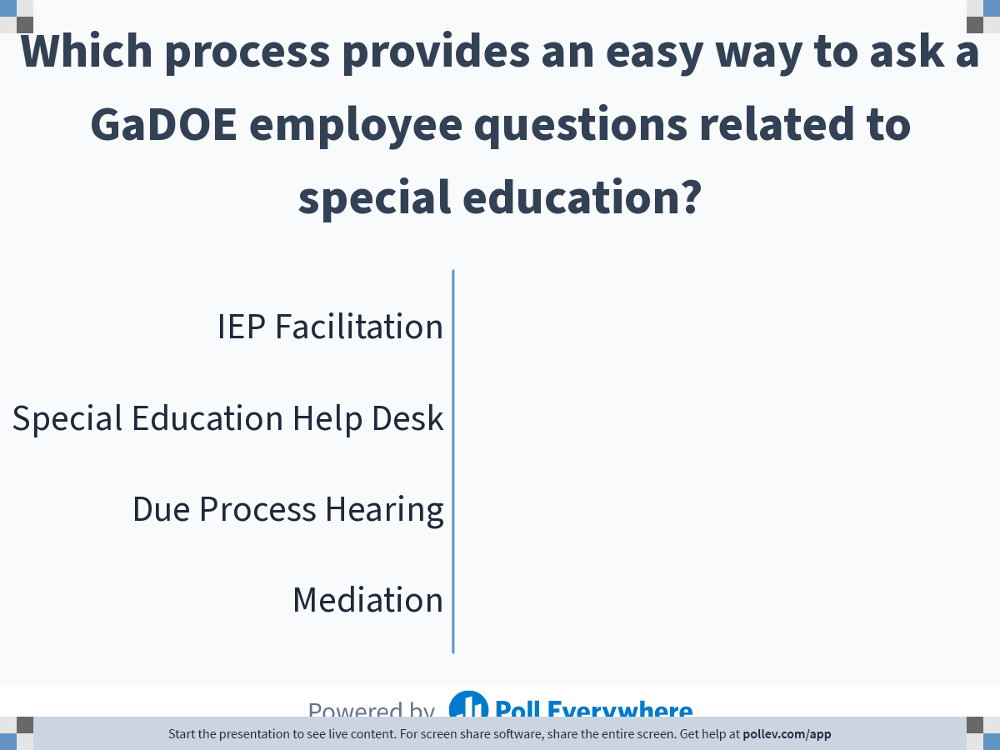 Which process provides an easy way to ask a
GaDOE employee questions related to
special education?
IEP Facilitation
Special Education Help Desk
Due Process Hearing
Mediation
Powered by Poll Everywhere
Start the presentation to see live content. For screen share software, share the entire screen. Get help at pollev.com/app